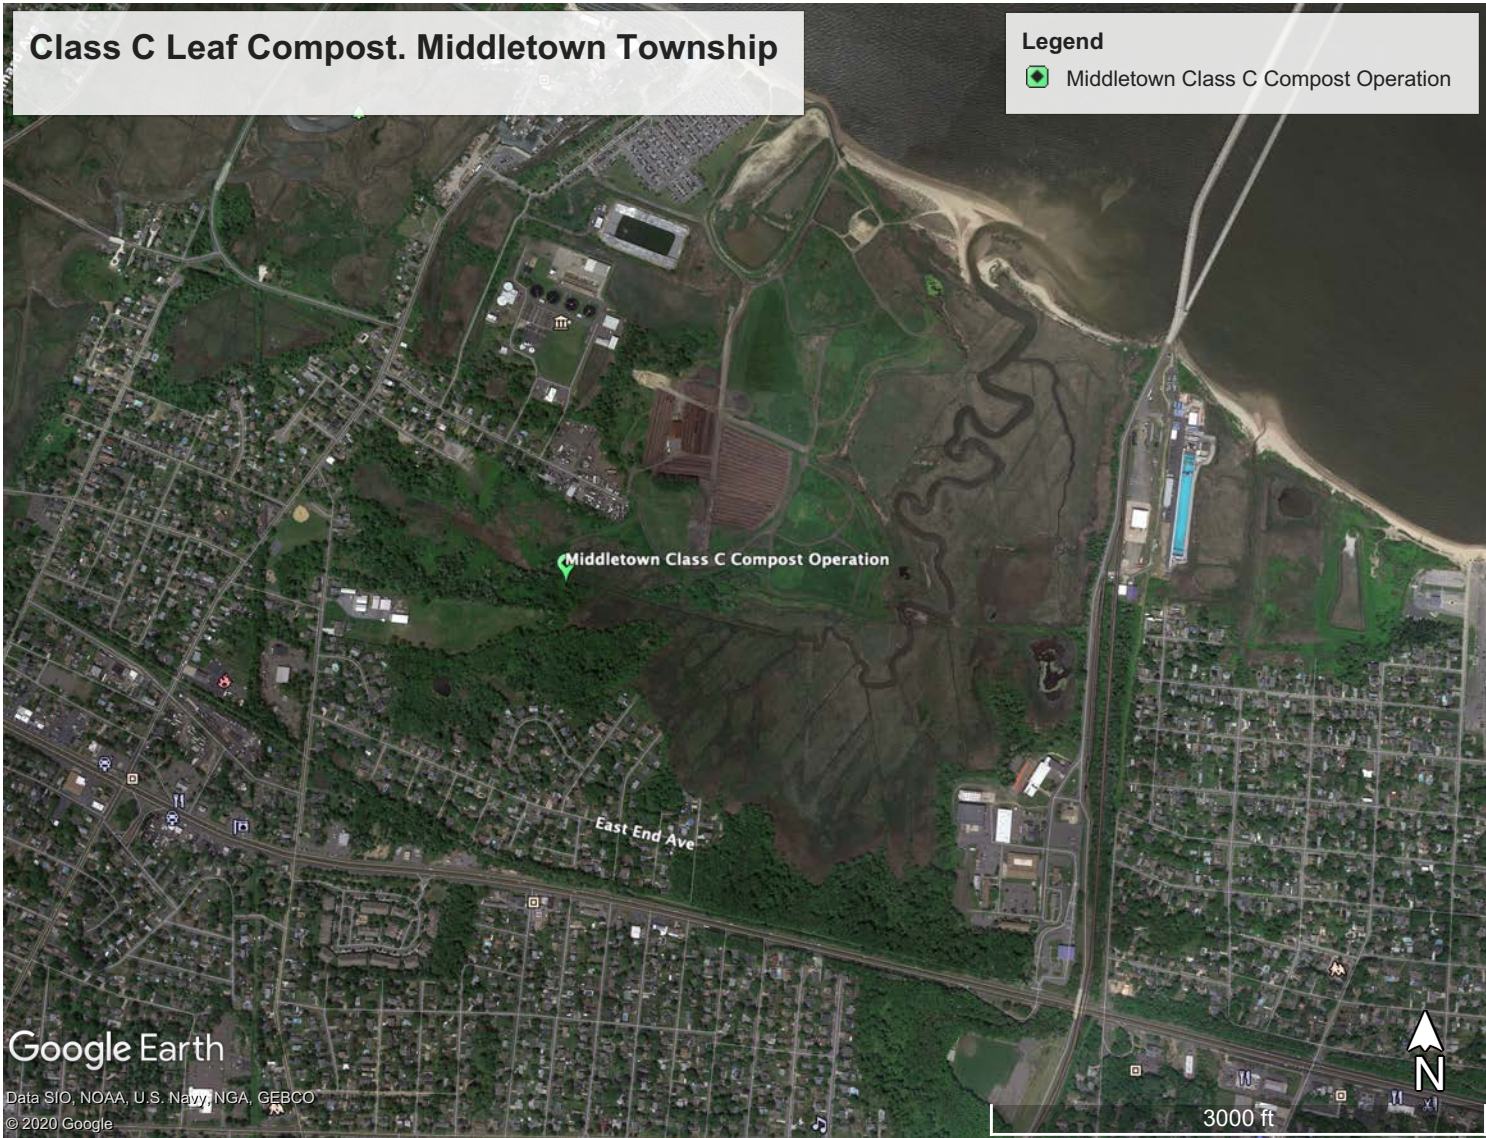 Class C Leaf Compost. Middletown Township
Legend
Middletown Class C Compost Operation
Middletown Class C Compost Operation
East End Ave
Google Earth
Data SIO, NOAA, U.S. Navy, NGA, GEBCO
© 2020 Google
N
3000 ft